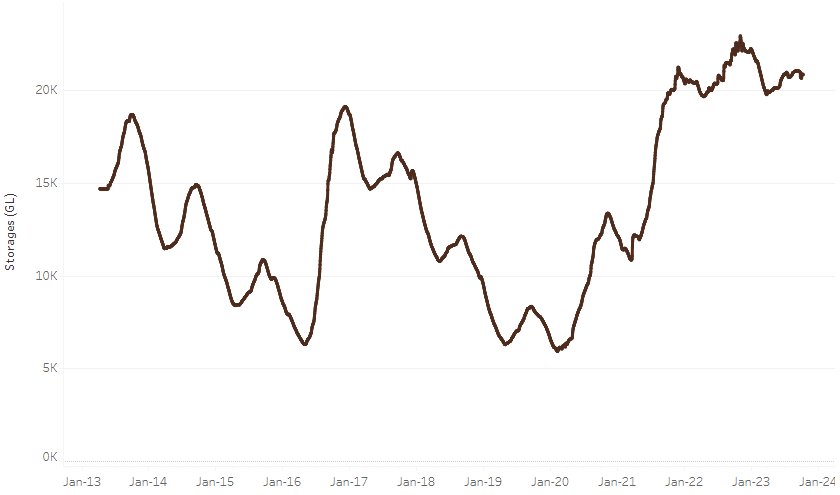 Storages (GL)
20K
15K
10K
5K
0K
Jan-13 Jan-14 Jan-15 Jan-16 Jan-17 Jan-18 Jan-19 Jan-20 Jan-21 Jan-22 Jan-23 Jan-24